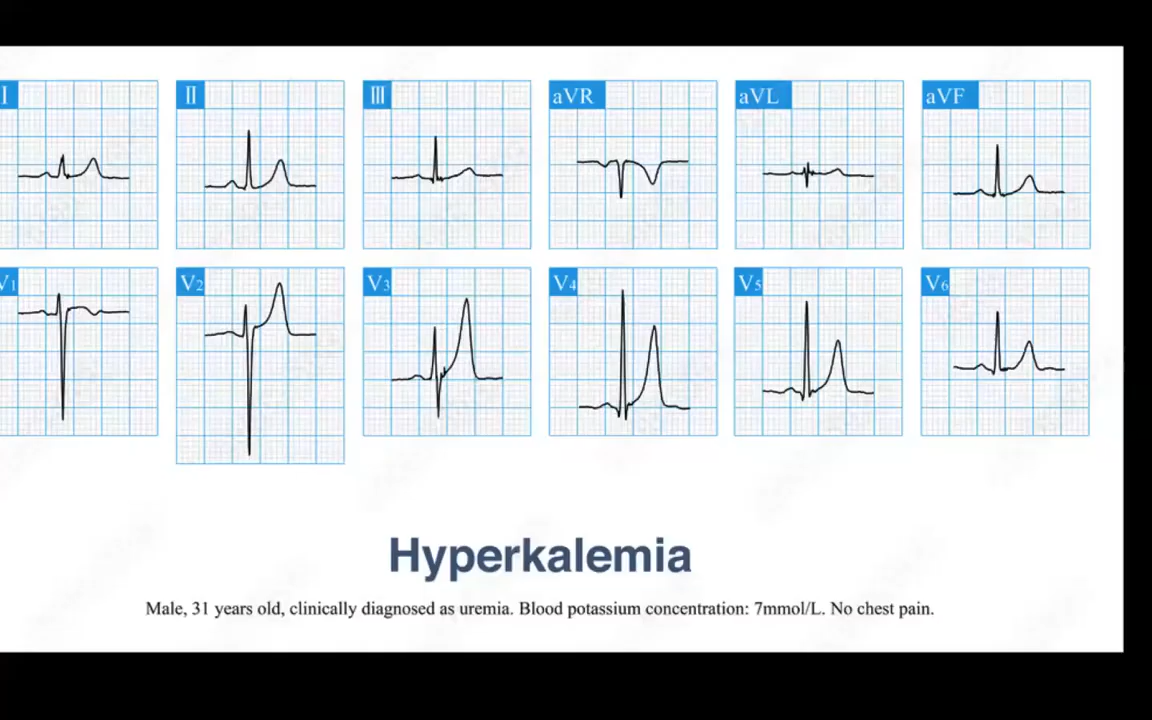 I II III aVR aVL aVF
V1 V2 V3 V4 V5 V6
Hyperkalemia
Male, 31 years old, clinically diagnosed as uremia. Blood potassium concentration: 7mmol/L. No chest pain.